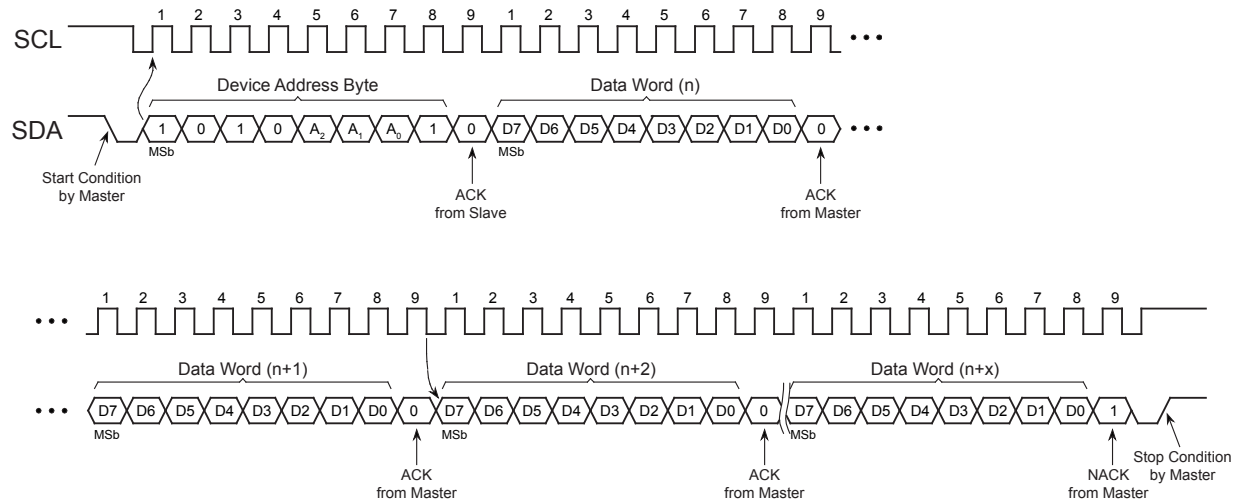 1 2 3 4 5 6 7 8 9 1 2 3 4 5 6 7 8 9
SCL
Device Address Byte Data Word (n)
SDA 1 0 1 0 A2 A1 A0 1 0 D7 D6 D5 D4 D3 D2 D1 D0 0
MSb MSb
Start Condition
by Master
ACK
from Slave
ACK
from Master
1 2 3 4 5 6 7 8 9 1 2 3 4 5 6 7 8 9 1 2 3 4 5 6 7 8 9
Data Word (n+1) Data Word (n+2) Data Word (n+x)
D7 D6 D5 D4 D3 D2 D1 D0 0 D7 D6 D5 D4 D3 D2 D1 D0 0 D7 D6 D5 D4 D3 D2 D1 D0 1
MSb MSb MSb
ACK
from Master
ACK
from Master
NACK
from Master
Stop Condition
by Master